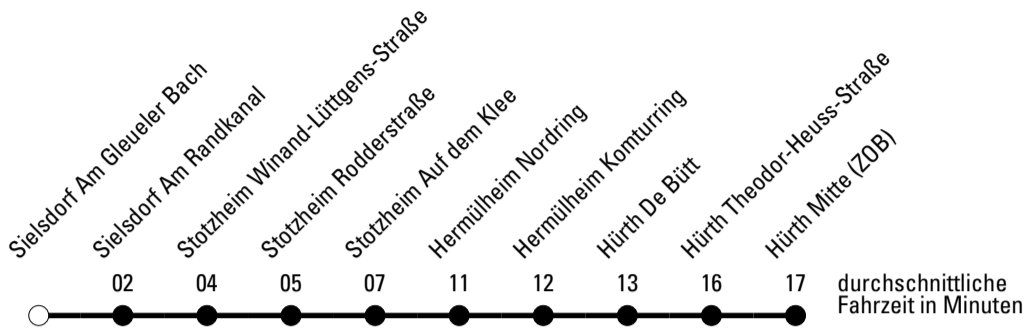 Sielsdorf Am Gleueler Bach
Sielsdorf Am Randkanal
Stotzheim Winand-Lüttgens-Straße
Stotzheim Rodderstraße
Stotzheim Auf dem Klee
Hermülheim Nordring
Hermülheim Komturring
Hürth De Bütt
Hürth Theodor-Heuss-Straße
Hürth Mitte (ZOB)
02 04 05 07 11 12 13 16 17
durchschnittliche
Fahrzeit in Minuten